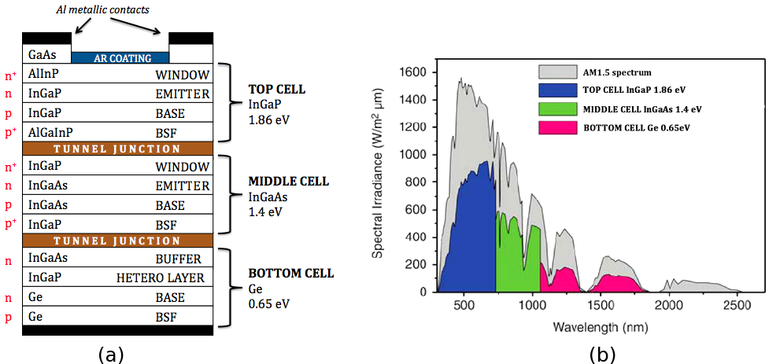 Al metallic contacts
GaAs
AR COATING
n⁺ AlInP WINDOW
n InGaP EMITTER
p InGaP BASE
p⁺ AlGaInP BSF
TUNNEL JUNCTION
n⁺ InGaP WINDOW
n InGaAs EMITTER
p InGaAs BASE
p⁺ InGaP BSF
TUNNEL JUNCTION
n InGaAs BUFFER
InGaP HETERO LAYER
n Ge BASE
p Ge BSF
TOP CELL
InGaP
1.86 eV
MIDDLE CELL
InGaAs
1.4 eV
BOTTOM CELL
Ge
0.65 eV
(a)
Spectral Irradiance (W/m² μm)
1600
1400
1200
1000
800
600
400
200
0
AM1.5 spectrum
TOP CELL InGaP 1.86 eV
MIDDLE CELL InGaAs 1.4 eV
BOTTOM CELL Ge 0.65eV
500 1000 1500 2000 2500
Wavelength (nm)
(b)